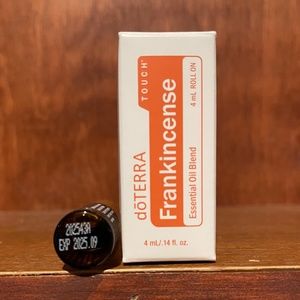 dōTERRA
TOUCH
Frankincense
4 mL ROLL ON
Essential Oil Blend
4 mL/.14 fl. oz.
202543A
EXP 2025.09